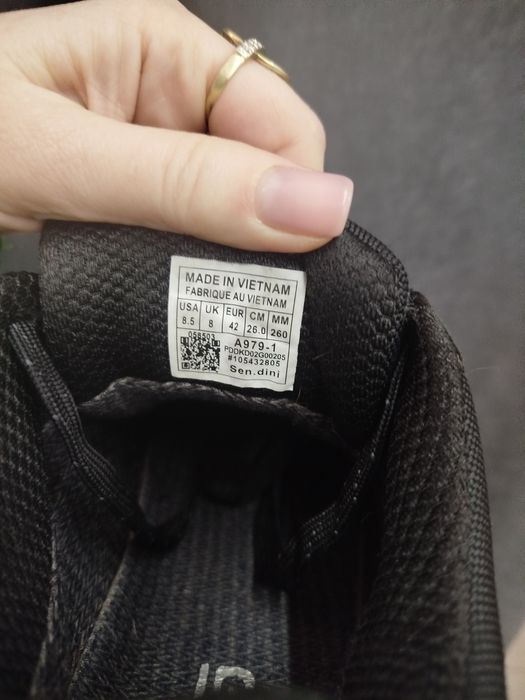 MADE IN VIETNAM
FABRIQUE AU VIETNAM
USA UK EUR CM MM
8.5 8 42 26.0 260
058503
A979-1
PDOKD02G00205
#105432805
Sen.dini